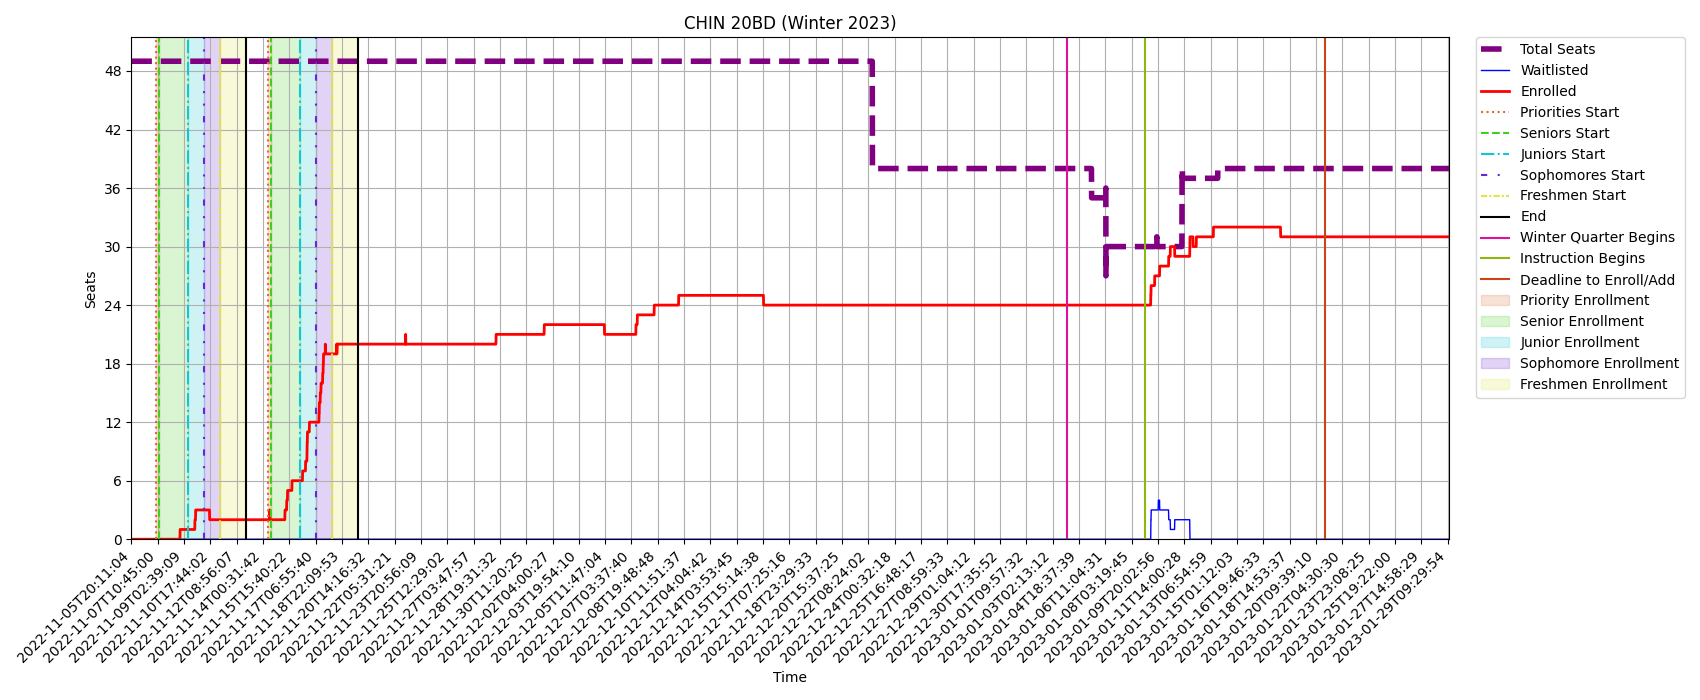 CHIN 20BD (Winter 2023)
Seats
48
42
36
30
24
18
12
6
0
2022-11-05T20:11:04
2022-11-07T10:45:00
2022-11-09T02:39:09
2022-11-10T17:44:02
2022-11-12T08:56:07
2022-11-14T00:31:42
2022-11-15T15:40:22
2022-11-17T06:55:40
2022-11-18T22:09:53
2022-11-20T14:16:32
2022-11-22T05:31:21
2022-11-23T20:56:09
2022-11-25T12:29:02
2022-11-27T03:47:57
2022-11-28T19:31:32
2022-11-30T11:20:25
2022-12-02T04:00:27
2022-12-03T19:54:10
2022-12-05T11:47:04
2022-12-07T03:37:40
2022-12-08T19:48:48
2022-12-10T11:51:37
2022-12-12T04:04:42
2022-12-13T03:53:45
2022-12-15T15:14:38
2022-12-17T07:25:16
2022-12-18T23:29:33
2022-12-20T15:37:25
2022-12-22T08:24:02
2022-12-24T00:32:18
2022-12-25T16:48:17
2022-12-27T08:59:33
2022-12-29T01:04:12
2022-12-30T17:35:52
2023-01-01T09:57:32
2023-01-03T02:13:12
2023-01-04T18:37:39
2023-01-06T11:04:31
2023-01-08T03:19:45
2023-01-09T20:02:56
2023-01-11T14:00:28
2023-01-13T06:54:59
2023-01-15T01:12:03
2023-01-16T19:46:33
2023-01-18T14:53:37
2023-01-20T09:39:10
2023-01-22T04:30:30
2023-01-23T23:08:25
2023-01-25T19:22:00
2023-01-27T14:58:29
2023-01-29T09:29:54
Time
Total Seats
Waitlisted
Enrolled
Priorities Start
Seniors Start
Juniors Start
Sophomores Start
Freshmen Start
End
Winter Quarter Begins
Instruction Begins
Deadline to Enroll/Add
Priority Enrollment
Senior Enrollment
Junior Enrollment
Sophomore Enrollment
Freshmen Enrollment